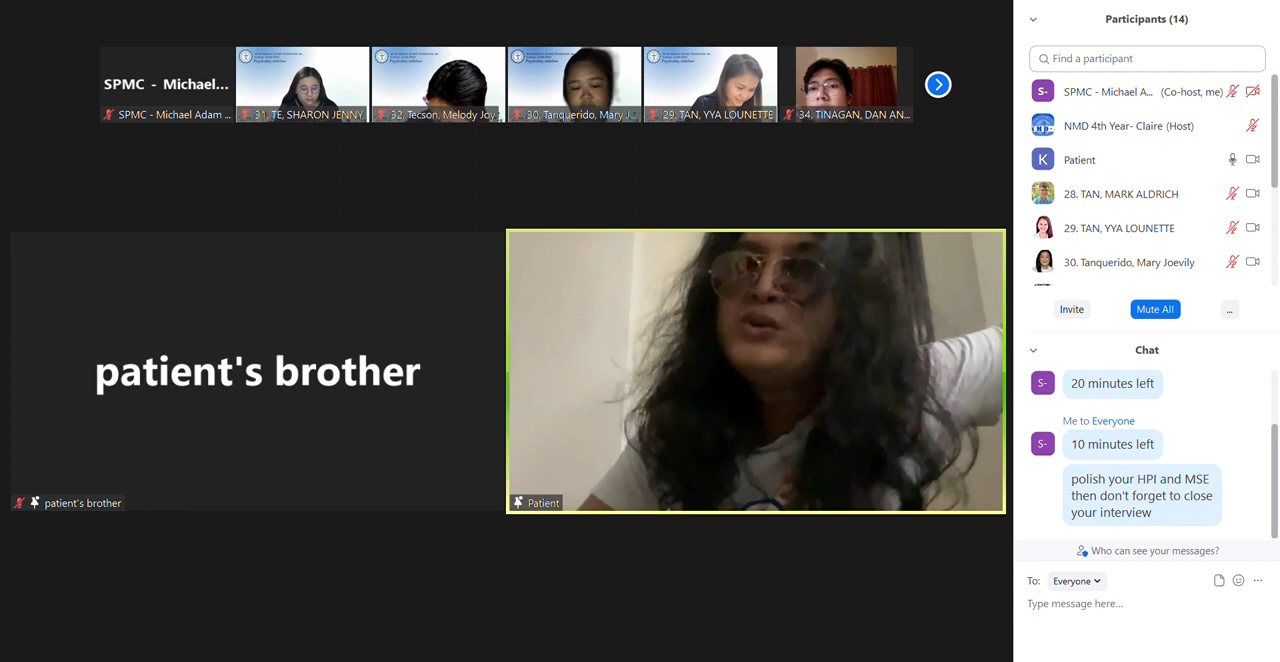 SPMC - Michael...
SPMC - Michael Adam ...
31. TE, SHARON JENNY
32. Tecson, Melody Joy
30. Tanquerido, Mary J...
29. TAN, YYA LOUNETTE
34. TINAGAN, DAN AN...
patient's brother
patient's brother
Patient
Participants (14)
Find a participant
S-
SPMC - Michael A... (Co-host, me)
NMD 4th Year- Claire (Host)
K
Patient
28. TAN, MARK ALDRICH
29. TAN, YYA LOUNETTE
30. Tanquerido, Mary Joevily
Invite
Mute All
...
Chat
S-
20 minutes left
Me to Everyone
S-
10 minutes left
polish your HPI and MSE
then don't forget to close
your interview
Who can see your messages?
To: Everyone
Type message here...